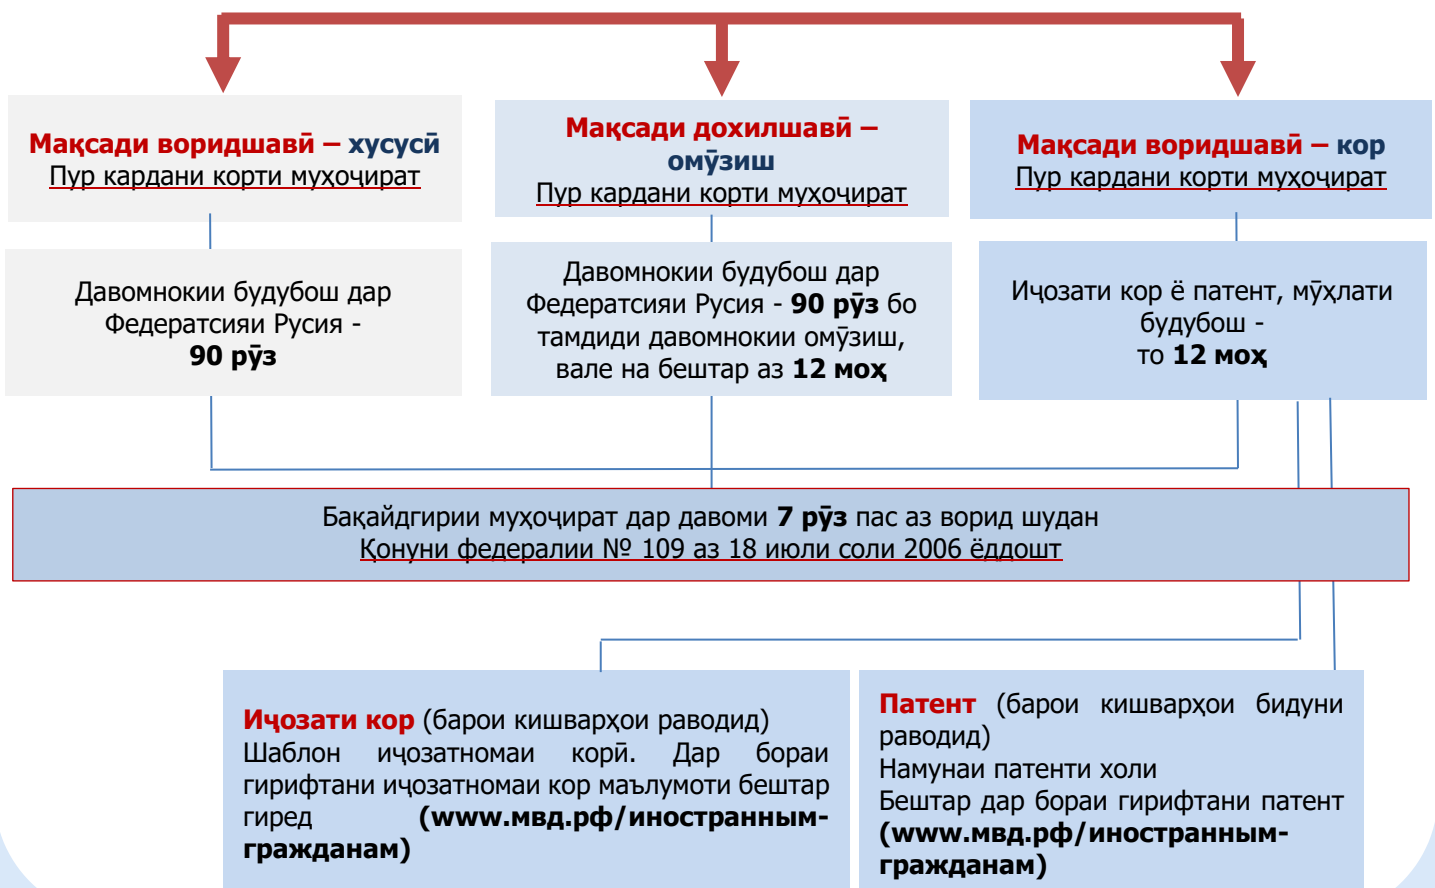 Мақсади воридшавӣ – хусусӣ
Пур кардани корти муҳоҷират
Мақсади дохилшавӣ –
омӯзиш
Пур кардани корти муҳоҷират
Мақсади воридшавӣ – кор
Пур кардани корти муҳоҷират
Давомнокии будубош дар
Федератсияи Русия -
90 рӯз
Давомнокии будубош дар
Федератсияи Русия - 90 рӯз бо
тамдиди давомнокии омӯзиш,
вале на бештар аз 12 моҳ
Иҷозати кор ё патент, мӯҳлати
будубош -
то 12 моҳ
Бақайдгирии муҳоҷират дар давоми 7 рӯз пас аз ворид шудан
Қонуни федералии № 109 аз 18 июли соли 2006 ёддошт
Иҷозати кор (барои кишварҳои раводид)
Шаблон иҷозатномаи корӣ. Дар бораи
гирифтани иҷозатномаи кор маълумоти бештар
гиред (www.мвд.рф/иностранным-
гражданам)
Патент (барои кишварҳои бидуни
раводид)
Намунаи патенти холи
Бештар дар бораи гирифтани патент
(www.мвд.рф/иностранным-
гражданам)